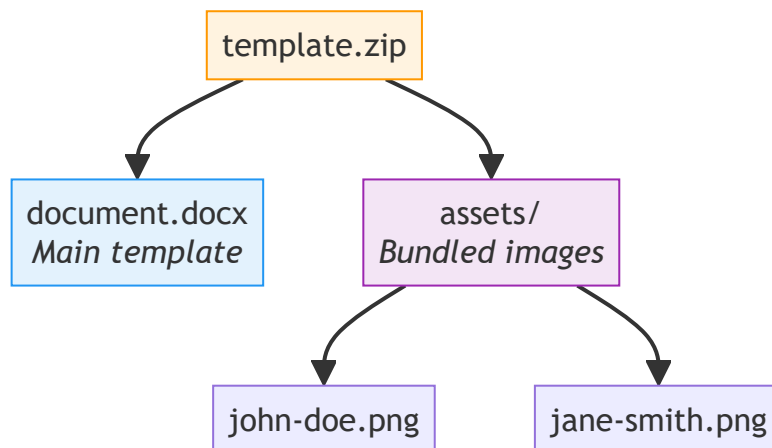 template.zip
document.docx
Main template
assets/
Bundled images
john-doe.png
jane-smith.png